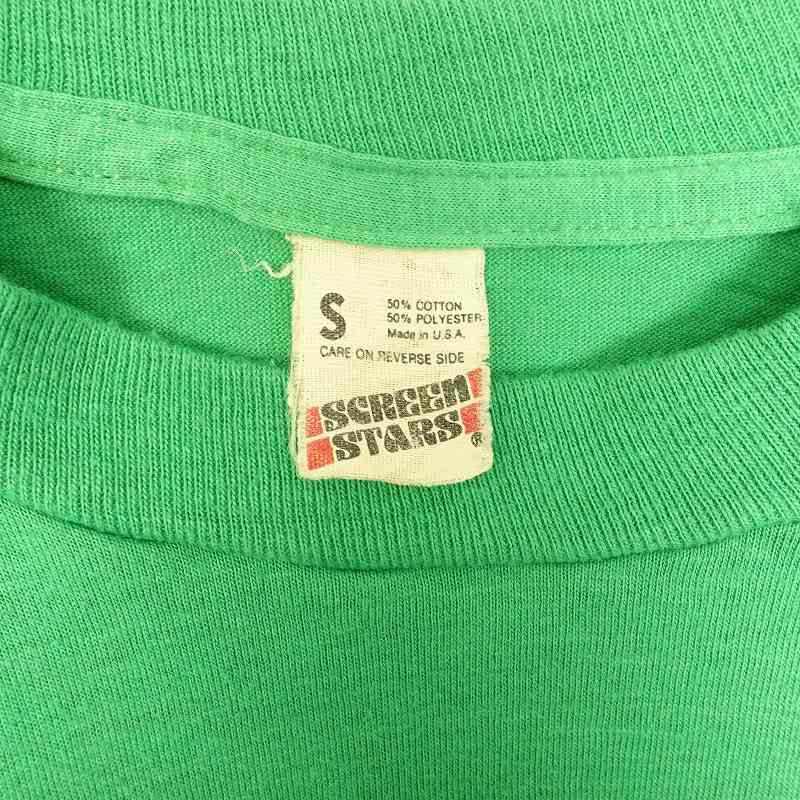 S
50% COTTON
50% POLYESTER
Made in U.S.A.
CARE ON REVERSE SIDE
SCREEN
STARS ®